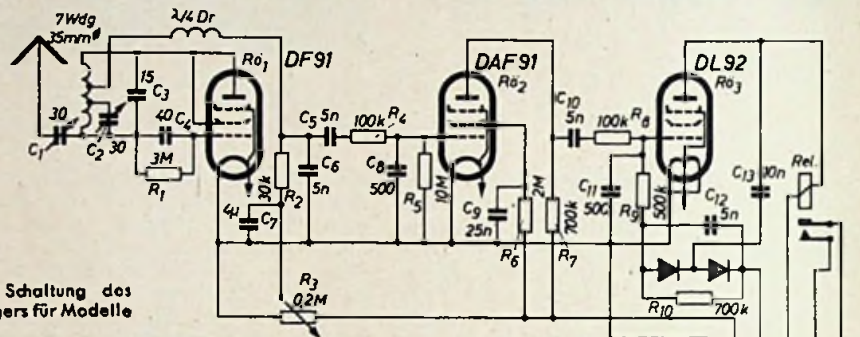 7Wdg
35mm⌀
λ/4 Dr
DF91
Rö1
15
C3
40 C4
30
C1
C2 30
3M
R1
4µ C7
30k
R2
C5 5n
C6
5n
100k R4
C8
500
R5
10M
DAF91
Rö2
C9
25n
R6
2M
700k
R7
C10
5n
100k R8
C11
500
R9
500k
DL92
Rö3
C12
5n
C13 10n
Rel.
R10 700k
R3
0,2M
Schaltung des
gers für Modelle